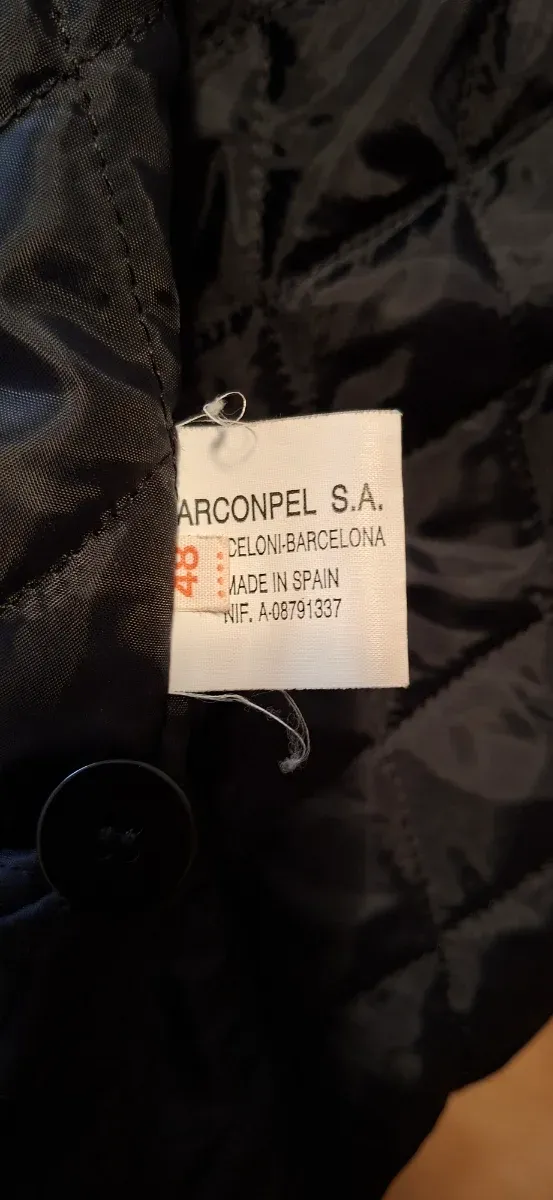 ARCONPEL S.A.
CELONI-BARCELONA
48
MADE IN SPAIN
NIF. A-08791337